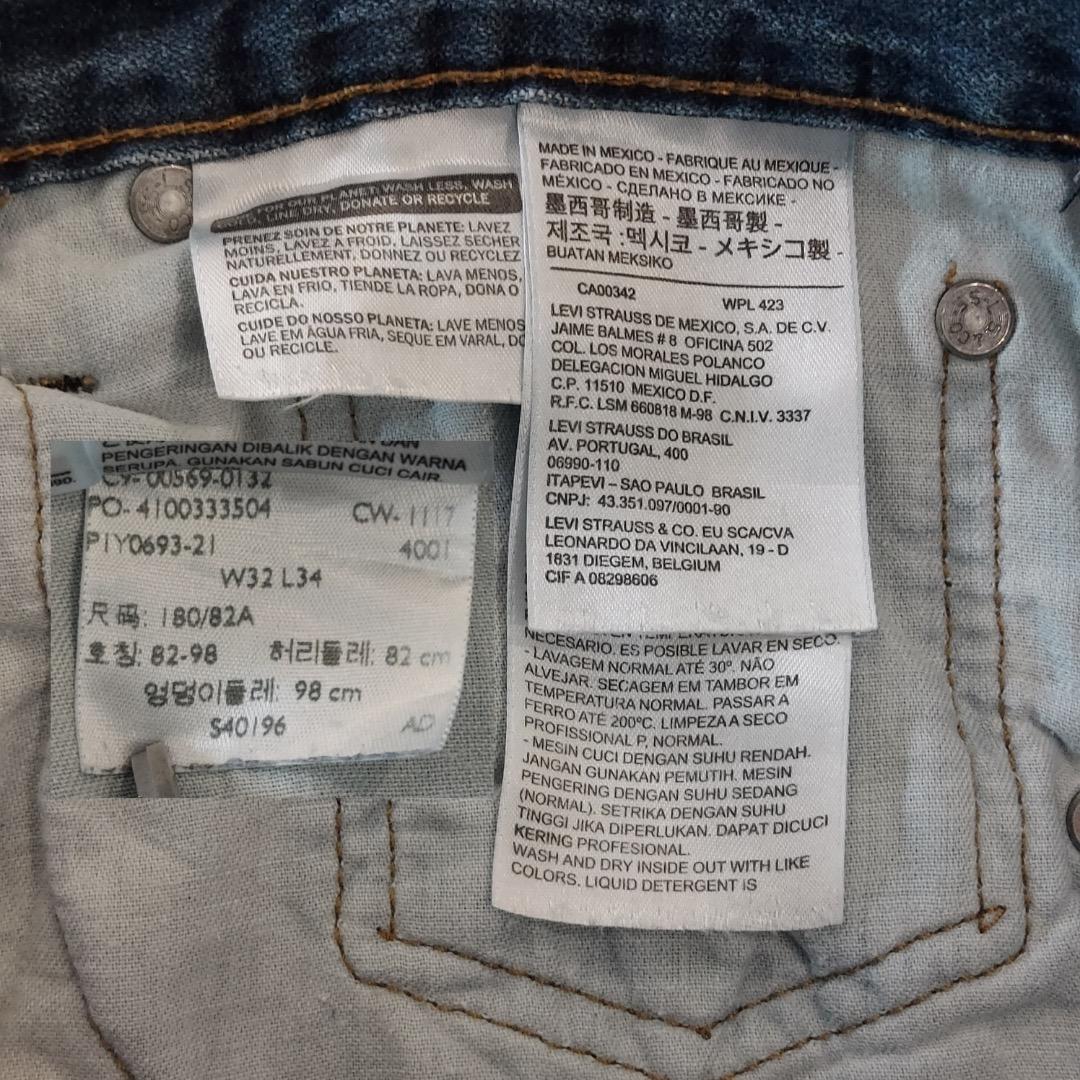 OUR PLANET: WASH LESS, WASH
LINE DRY, DONATE OR RECYCLE
PRENEZ SOIN DE NOTRE PLANETE: LAVEZ
MOINS, LAVEZ A FROID, LAISSEZ SECHER
NATURELLEMENT, DONNEZ OU RECYCLEZ
CUIDA NUESTRO PLANETA: LAVA MENOS,
LAVA EN FRIO, TIENDE LA ROPA, DONA O
RECICLA.
CUIDE DO NOSSO PLANETA: LAVE MENOS
LAVE EM ÁGUA FRIA, SEQUE EM VARAL, DO
OU RECICLE.
MADE IN MEXICO - FABRIQUE AU MEXIQUE -
FABRICADO EN MEXICO - FABRICADO NO
MÉXICO - СДЕЛАНО В МЕКСИКЕ -
墨西哥制造 - 墨西哥製 -
제조국 :멕시코 - メキシコ製 -
BUATAN MEKSIKO
CA00342 WPL 423
LEVI STRAUSS DE MEXICO, S.A. DE C.V.
JAIME BALMES # 8 OFICINA 502
COL. LOS MORALES POLANCO
DELEGACION MIGUEL HIDALGO
C.P. 11510 MEXICO D.F.
R.F.C. LSM 660818 M-98 C.N.I.V. 3337
LEVI STRAUSS DO BRASIL
AV. PORTUGAL, 400
06990-110
ITAPEVI – SAO PAULO BRASIL
CNPJ: 43.351.097/0001-90
LEVI STRAUSS & CO. EU SCA/CVA
LEONARDO DA VINCILAAN, 19 - D
1831 DIEGEM, BELGIUM
CIF A 08298606
PENGERINGAN DIBALIK DENGAN WARNA
SERUPA. GUNAKAN SABUN CUCI CAIR.
C9- 00569-0132
PO- 4100333504 CW- 1117
PIY0693-21 4001
W32 L34
尺码: 180/82A
호칭: 82-98 허리둘레: 82 cm
엉덩이둘레: 98 cm
S40196 AD
NECESARIO. ES POSIBLE LAVAR EN SECO.
- LAVAGEM NORMAL ATÉ 30º. NÃO
ALVEJAR. SECAGEM EM TAMBOR EM
TEMPERATURA NORMAL. PASSAR A
FERRO ATÉ 200ºC. LIMPEZA A SECO
PROFISSIONAL P, NORMAL.
- MESIN CUCI DENGAN SUHU RENDAH.
JANGAN GUNAKAN PEMUTIH. MESIN
PENGERING DENGAN SUHU SEDANG
(NORMAL). SETRIKA DENGAN SUHU
TINGGI JIKA DIPERLUKAN. DAPAT DICUCI
KERING PROFESIONAL.
WASH AND DRY INSIDE OUT WITH LIKE
COLORS. LIQUID DETERGENT IS